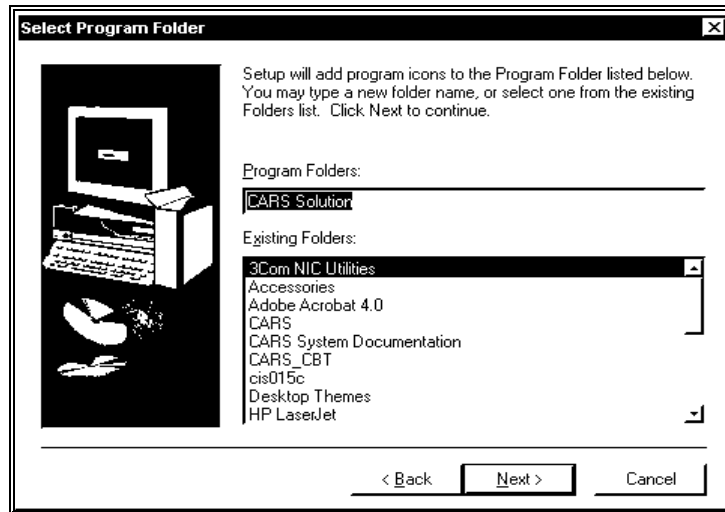 Select Program Folder
Setup will add program icons to the Program Folder listed below.
You may type a new folder name, or select one from the existing
Folders list.  Click Next to continue.
Program Folders:
CARS Solution
Existing Folders:
3Com NIC Utilities
Accessories
Adobe Acrobat 4.0
CARS
CARS System Documentation
CARS_CBT
cis015c
Desktop Themes
HP LaserJet
< Back
Next >
Cancel